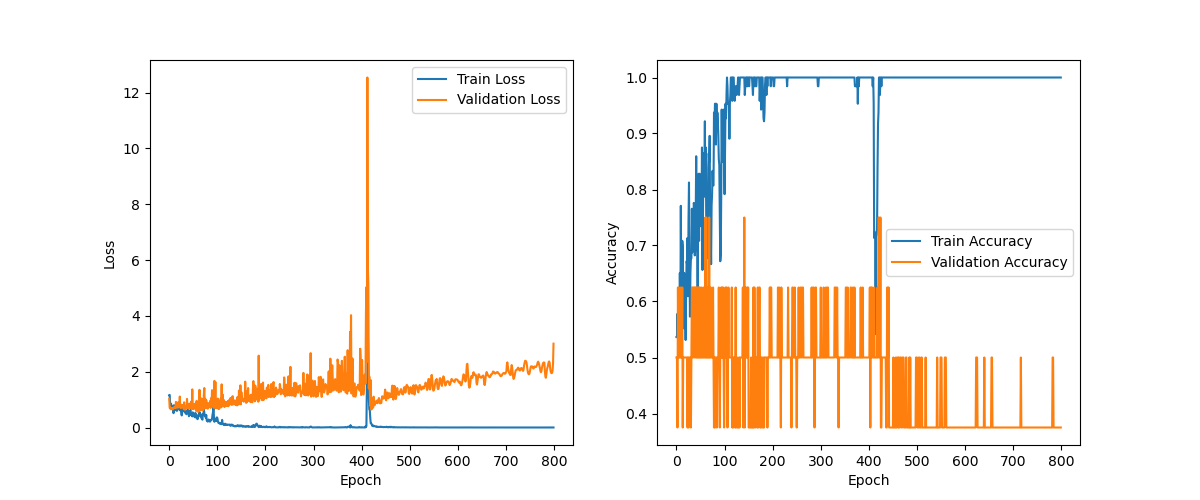 Train Loss
Validation Loss
12
10
8
6
4
2
0
Loss
0 100 200 300 400 500 600 700 800
Epoch
1.0
0.9
0.8
0.7
0.6
0.5
0.4
Accuracy
Train Accuracy
Validation Accuracy
0 100 200 300 400 500 600 700 800
Epoch